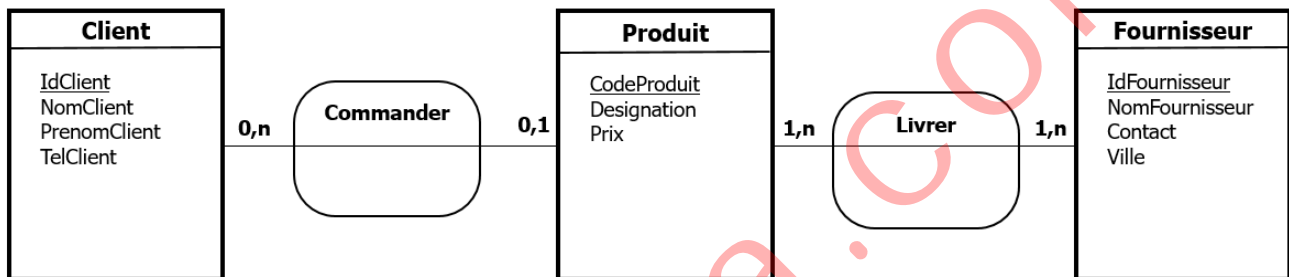 Client
IdClient
NomClient
PrenomClient
TelClient
0,n
Commander
0,1
Produit
CodeProduit
Designation
Prix
1,n
Livrer
1,n
Fournisseur
IdFournisseur
NomFournisseur
Contact
Ville